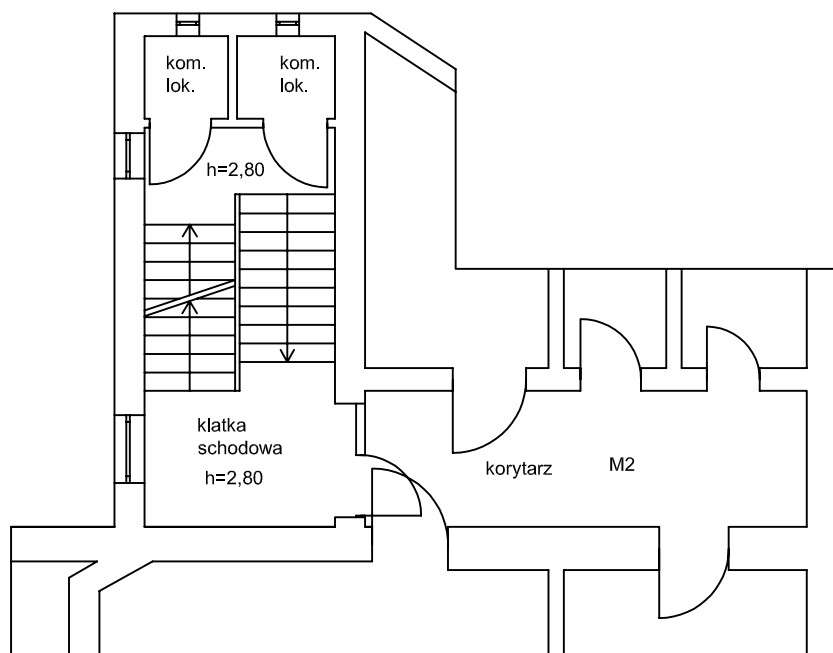 kom.
lok.
kom.
lok.
h=2,80
klatka
schodowa
h=2,80
korytarz
M2